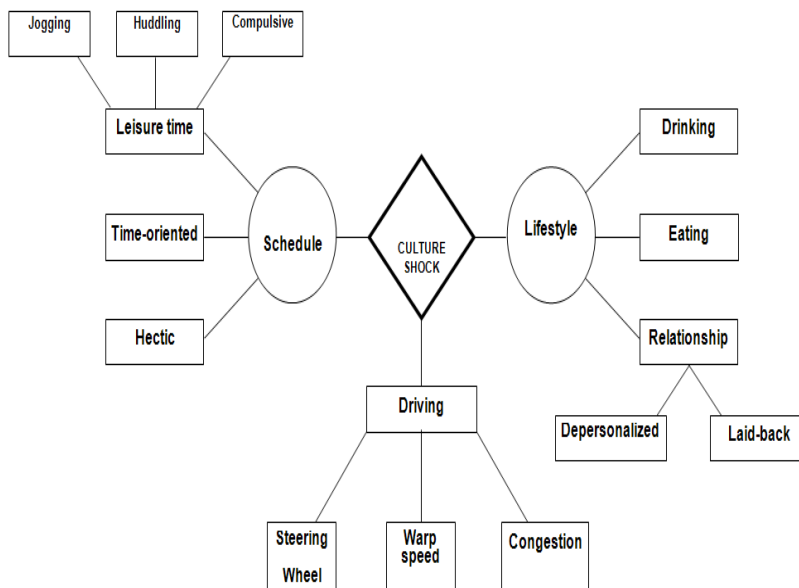 Jogging
Huddling
Compulsive
Leisure time
Drinking
Time-oriented
Schedule
CULTURE
SHOCK
Lifestyle
Eating
Hectic
Relationship
Driving
Depersonalized
Laid-back
Steering
Wheel
Warp
speed
Congestion